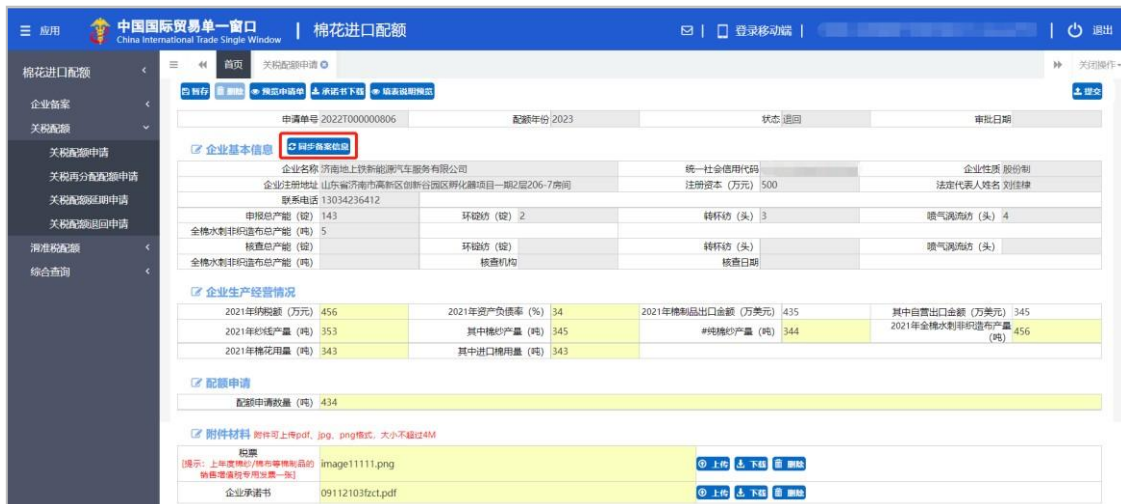 应用 中国国际贸易单一窗口 China International Trade Single Window | 棉花进口配额 | 登录移动端 | | 退出
棉花进口配额
企业备案
关税配额
关税配额申请
关税再分配配额申请
关税配额延期申请
关税配额退回申请
滑准税配额
综合查询
首页 关税配额申请 关闭操作
暂存 删除 预览申请单 承诺书下载 填表说明预览 提交
申请单号 2022T000000806 配额年份 2023 状态 退回 审批日期
企业基本信息 同步备案信息
企业名称 济南地上铁新能源汽车服务有限公司 统一社会信用代码 企业性质 股份制
企业注册地址 山东省济南市高新区创新谷园区孵化器项目一期2层206-7房间 注册资本（万元） 500 法定代表人姓名 刘佳棣
联系电话 13034236412
申报总产能（锭） 143 环锭纺（锭） 2 转杯纺（头） 3 喷气涡流纺（头） 4
全棉水刺非织造布总产能（吨） 5
核查总产能（锭） 环锭纺（锭） 转杯纺（头） 喷气涡流纺（头）
全棉水刺非织造布总产能（吨） 核查机构 核查日期
企业生产经营情况
2021年纳税额（万元） 456 2021年资产负债率（%） 34 2021年棉制品出口金额（万美元） 435 其中自营出口金额（万美元） 345
2021年纱线产量（吨） 353 其中棉纱产量（吨） 345 #纯棉纱产量（吨） 344 2021年全棉水刺非织造布产量（吨） 456
2021年棉花用量（吨） 343 其中进口棉用量（吨） 343
配额申请
配额申请数量（吨） 434
附件材料 附件可上传pdf，jpg，png格式，大小不超过4M
税票
[提示：上年度棉纱/棉布等棉制品的销售增值税专用发票一张] image11111.png 上传 下载 删除
企业承诺书 09112103fzct.pdf 上传 下载 删除